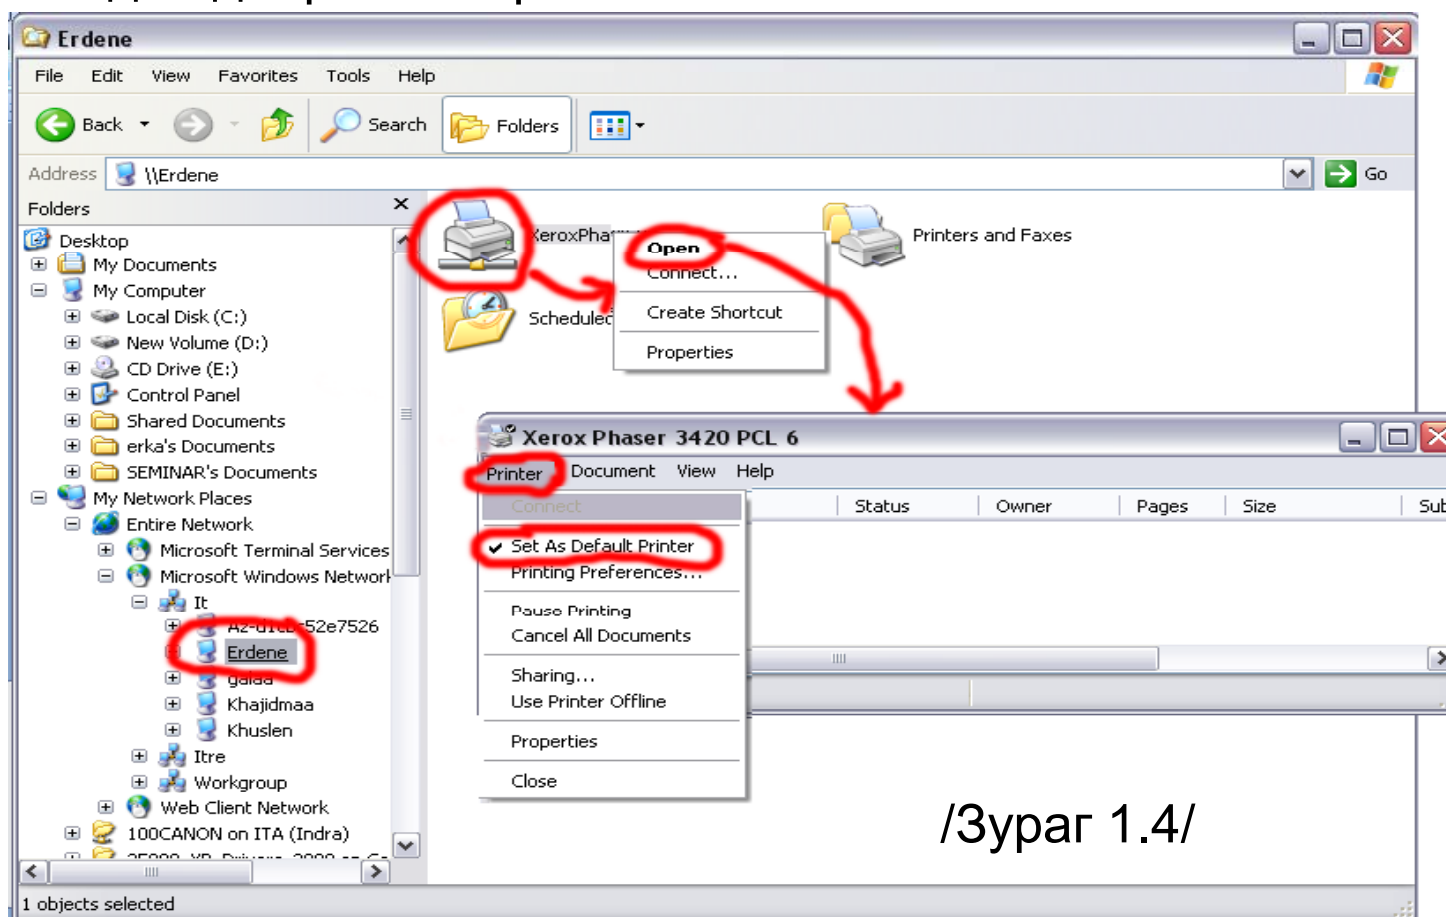 Erdene
File Edit View Favorites Tools Help
Back Search Folders
Address \\Erdene Go
Folders
Desktop
My Documents
My Computer
Local Disk (C:)
New Volume (D:)
CD Drive (E:)
Control Panel
Shared Documents
erka's Documents
SEMINAR's Documents
My Network Places
Entire Network
Microsoft Terminal Services
Microsoft Windows Network
It
Erdene
galaa
Khajidmaa
Khuslen
Itre
Workgroup
Web Client Network
100CANON on ITA (Indra)
XeroxPha
Printers and Faxes
Scheduled
Open
Connect...
Create Shortcut
Properties
Xerox Phaser 3420 PCL 6
Printer Document View Help
Status Owner Pages Size Sub
Connect
Set As Default Printer
Printing Preferences...
Pause Printing
Cancel All Documents
Sharing...
Use Printer Offline
Properties
Close
/Зураг 1.4/
1 objects selected